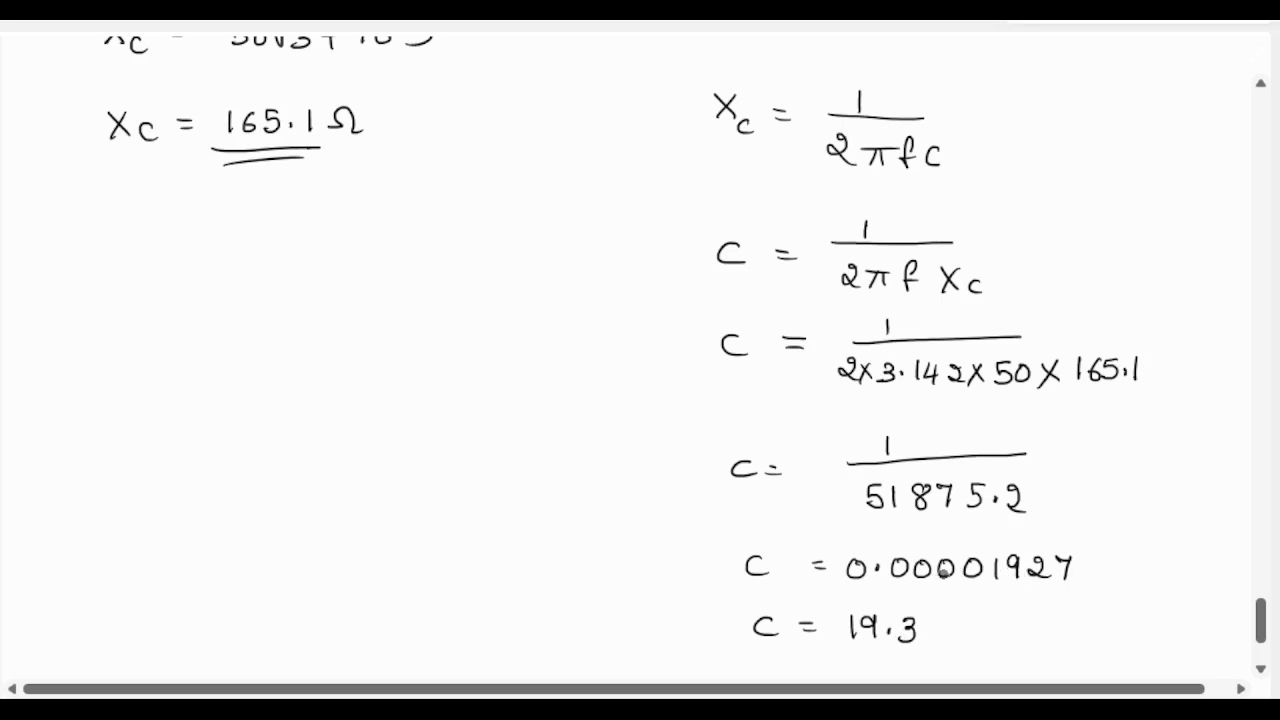 Xc = 165.1 Ω
Xc = 1 / 2πfc
C = 1 / 2πf Xc
C = 1 / 2×3.142×50×165.1
C = 1 / 51875.2
C = 0.00001927
C = 19.3